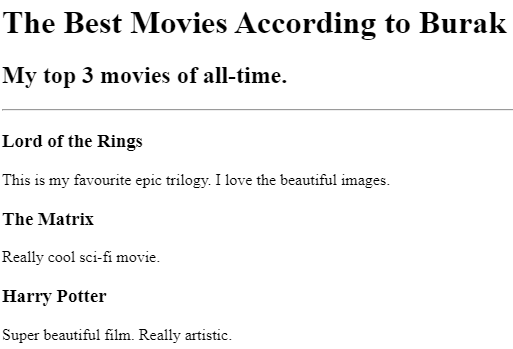 The Best Movies According to Burak
My top 3 movies of all-time.
Lord of the Rings
This is my favourite epic trilogy. I love the beautiful images.
The Matrix
Really cool sci-fi movie.
Harry Potter
Super beautiful film. Really artistic.